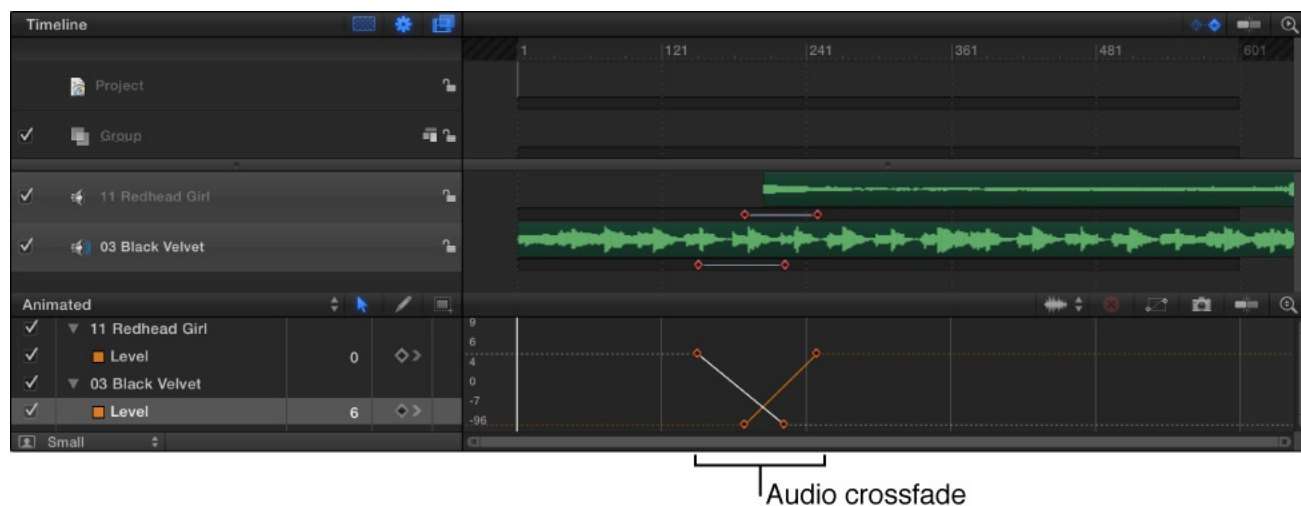 Timeline
1 121 241 361 481 601
Project
Group
11 Redhead Girl
03 Black Velvet
Animated
11 Redhead Girl
Level 0
03 Black Velvet
Level 6
9
6
4
0
-7
-96
Small
Audio crossfade